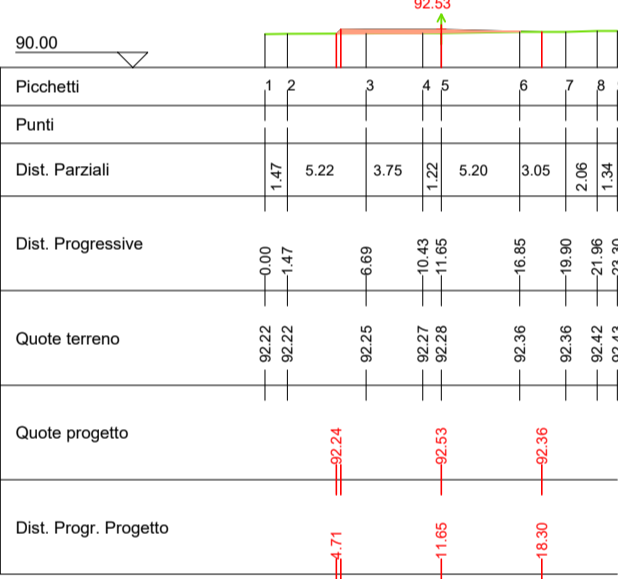 92.53
90.00
Picchetti 1 2 3 4 5 6 7 8
Punti
Dist. Parziali 1.47 5.22 3.75 1.22 5.20 3.05 2.06 1.34
Dist. Progressive 0.00 1.47 6.69 10.43 11.65 16.85 19.90 21.96
Quote terreno 92.22 92.22 92.25 92.27 92.28 92.36 92.36 92.42
Quote progetto 92.24 92.53 92.36
Dist. Progr. Progetto 4.71 11.65 18.30